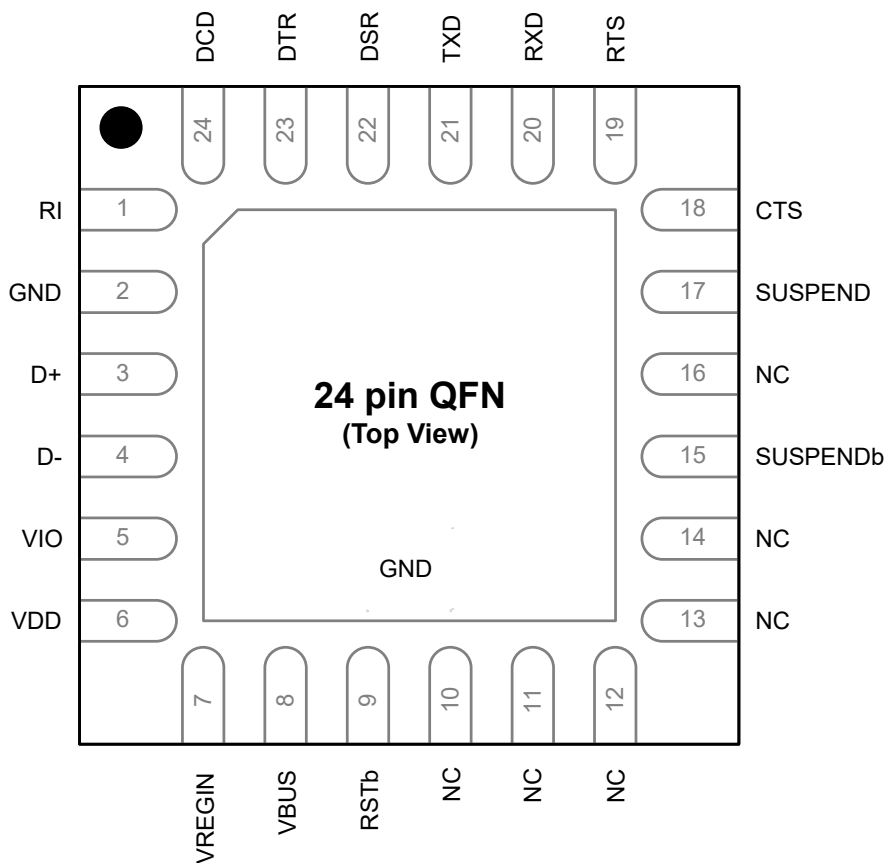 DCD
DTR
DSR
TXD
RXD
RTS
24
23
22
21
20
19
RI
1
18
CTS
GND
2
17
SUSPEND
D+
3
16
NC
D-
4
15
SUSPENDb
VIO
5
14
NC
VDD
6
13
NC
24 pin QFN
(Top View)
GND
7
8
9
10
11
12
VREGIN
VBUS
RSTb
NC
NC
NC